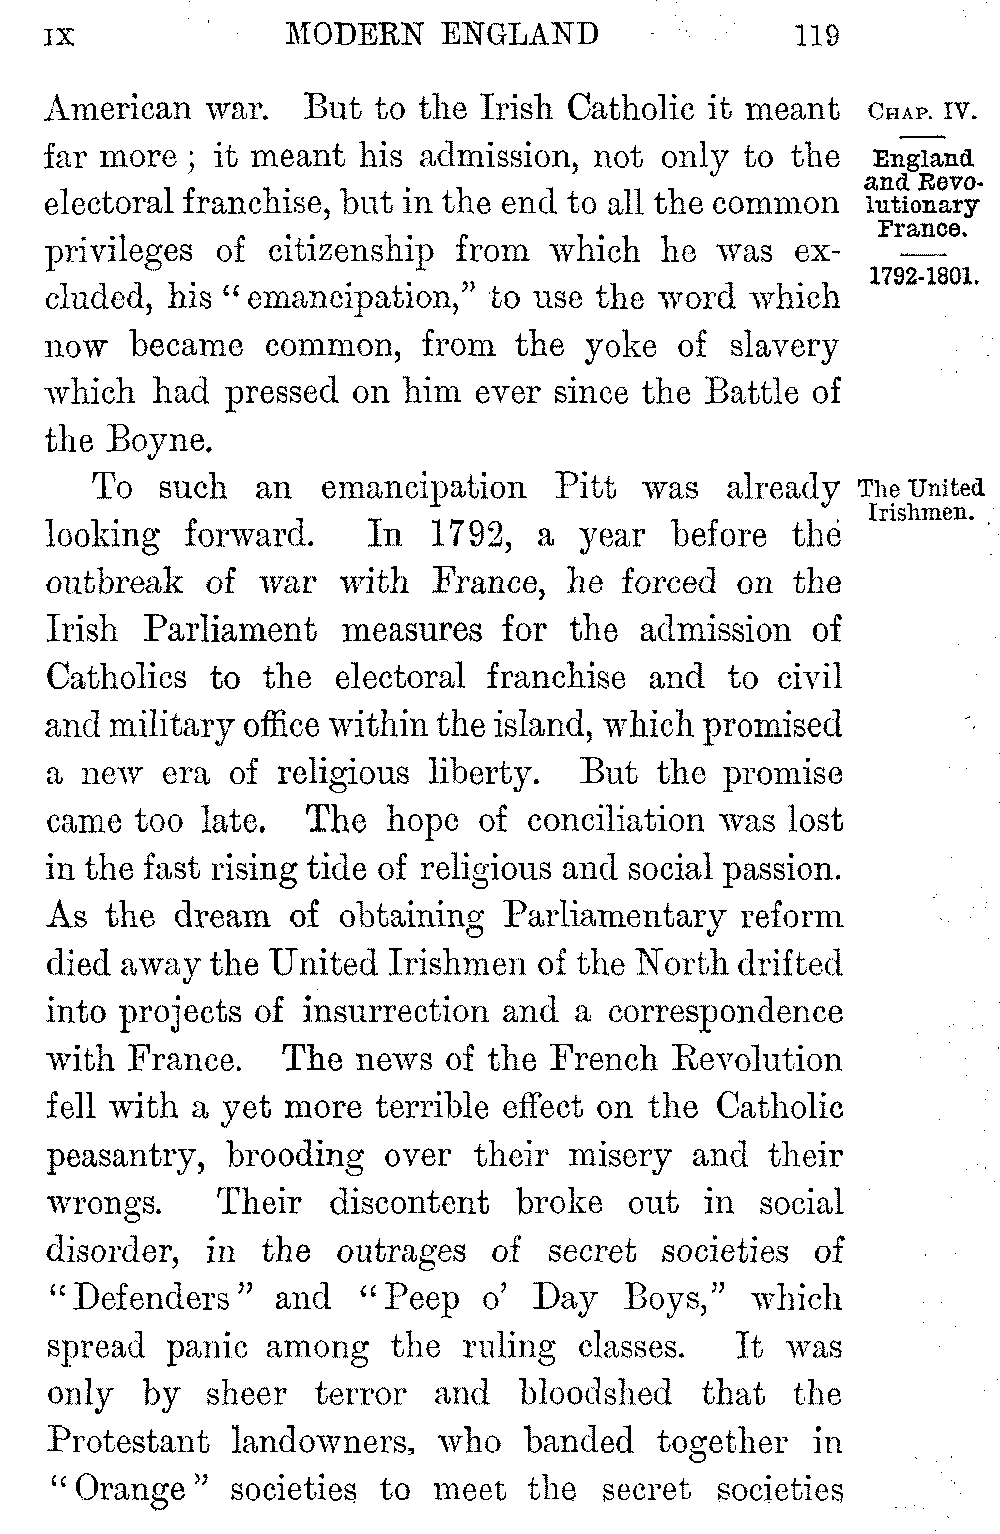 IX MODERN ENGLAND 119
American war. But to the Irish Catholic it meant
far more ; it meant his admission, not only to the
electoral franchise, but in the end to all the common
privileges of citizenship from which he was ex-
cluded, his “ emancipation,” to use the word which
now became common, from the yoke of slavery
which had pressed on him ever since the Battle of
the Boyne.
CHAP. IV.
England
and Revo-
lutionary
France.
1792-1801.
To such an emancipation Pitt was already
looking forward. In 1792, a year before the
outbreak of war with France, he forced on the
Irish Parliament measures for the admission of
Catholics to the electoral franchise and to civil
and military office within the island, which promised
a new era of religious liberty. But the promise
came too late. The hope of conciliation was lost
in the fast rising tide of religious and social passion.
As the dream of obtaining Parliamentary reform
died away the United Irishmen of the North drifted
into projects of insurrection and a correspondence
with France. The news of the French Revolution
fell with a yet more terrible effect on the Catholic
peasantry, brooding over their misery and their
wrongs. Their discontent broke out in social
disorder, in the outrages of secret societies of
“ Defenders ” and “ Peep o’ Day Boys,” which
spread panic among the ruling classes. It was
only by sheer terror and bloodshed that the
Protestant landowners, who banded together in
“ Orange ” societies to meet the secret societies
The United
Irishmen.